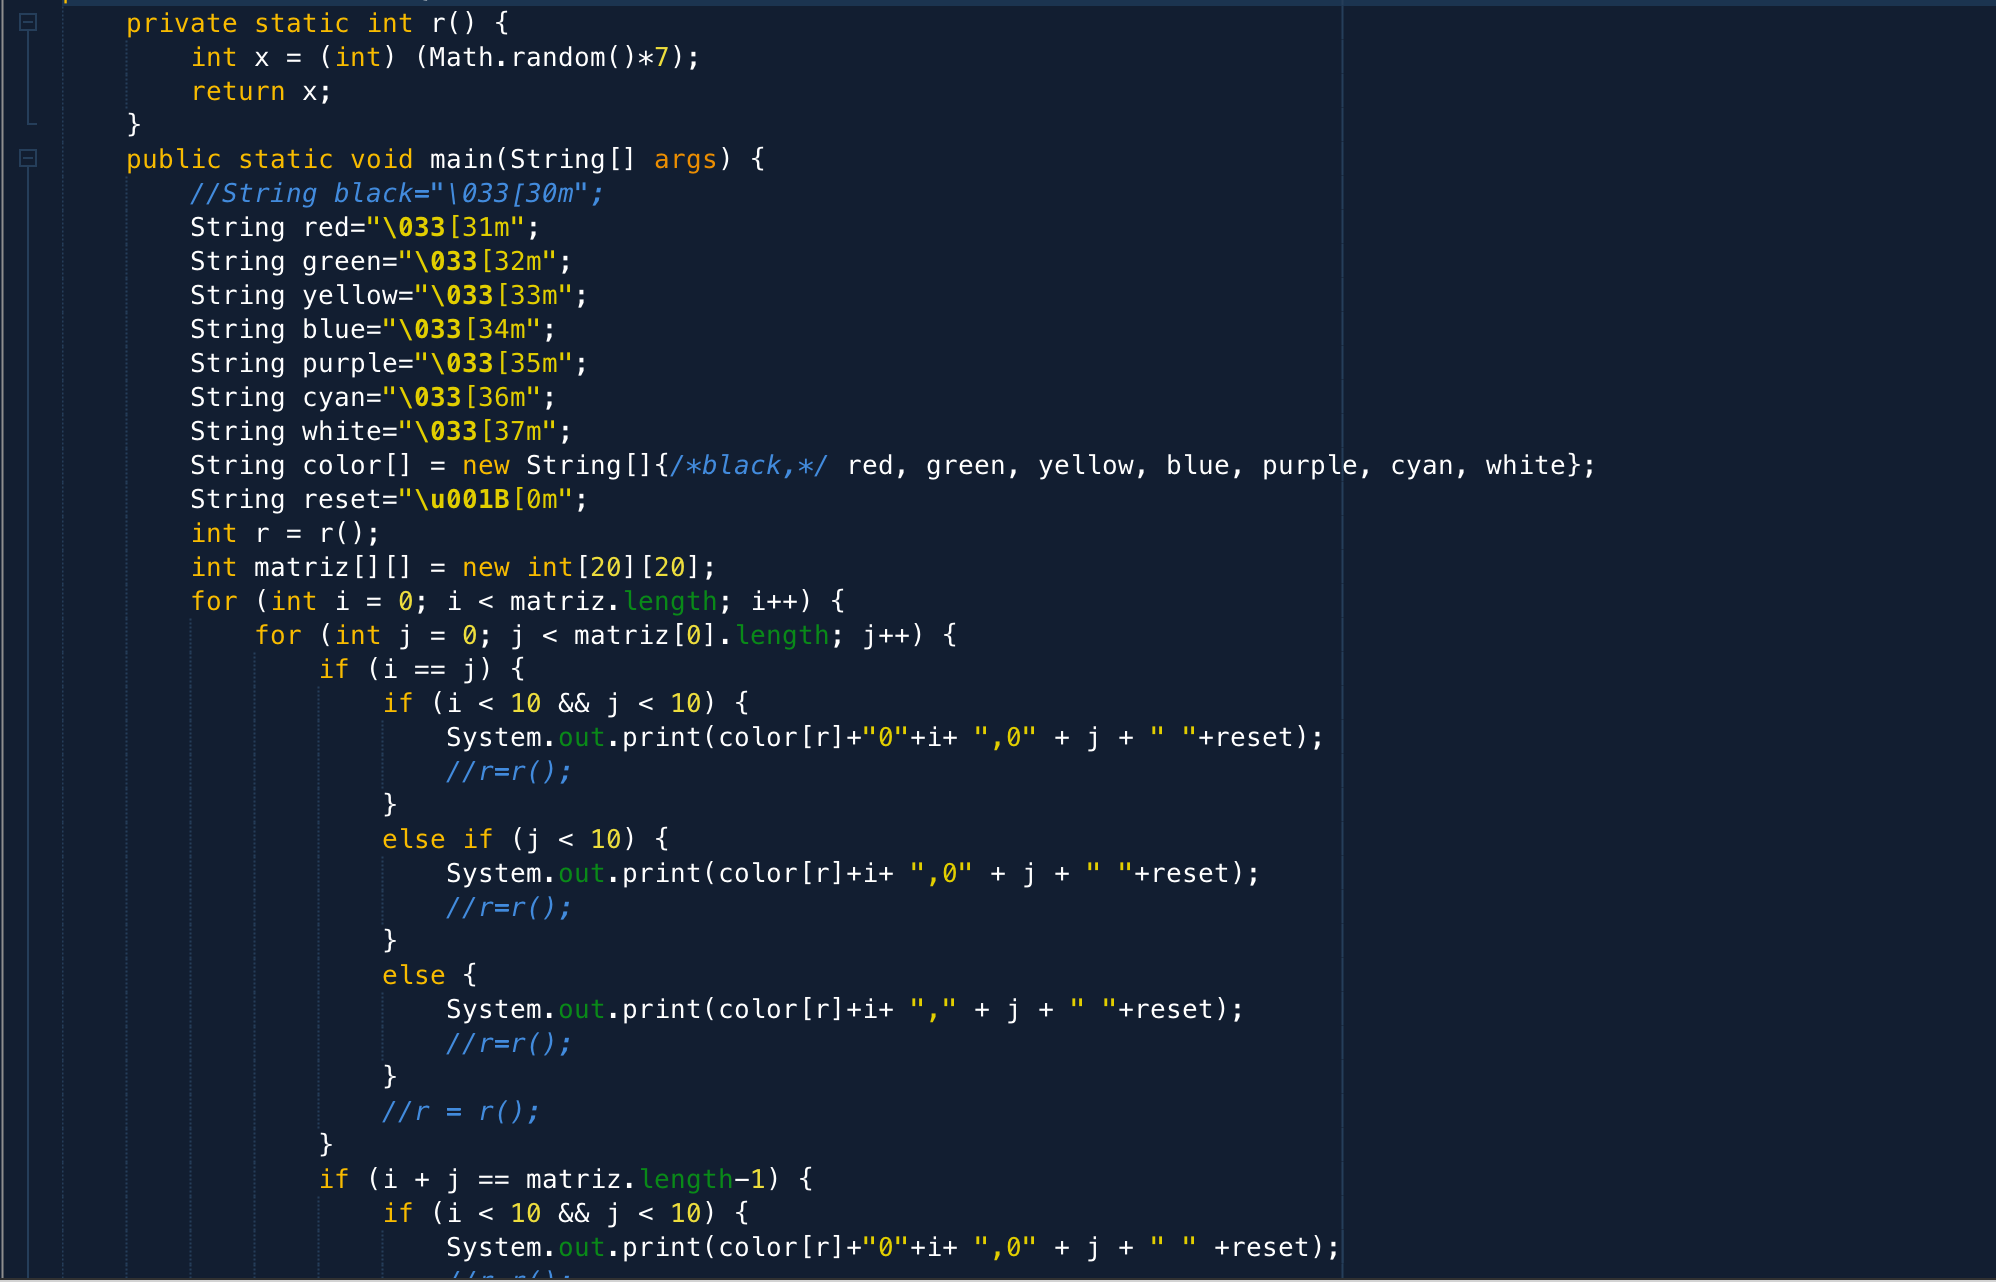 private static int r() {
int x = (int) (Math.random()*7);
return x;
}
public static void main(String[] args) {
//String black="\033[30m";
String red="\033[31m";
String green="\033[32m";
String yellow="\033[33m";
String blue="\033[34m";
String purple="\033[35m";
String cyan="\033[36m";
String white="\033[37m";
String color[] = new String[]{/*black,*/ red, green, yellow, blue, purple, cyan, white};
String reset="\u001B[0m";
int r = r();
int matriz[][] = new int[20][20];
for (int i = 0; i < matriz.length; i++) {
for (int j = 0; j < matriz[0].length; j++) {
if (i == j) {
if (i < 10 && j < 10) {
System.out.print(color[r]+"0"+i+ ",0" + j + " "+reset);
//r=r();
}
else if (j < 10) {
System.out.print(color[r]+i+ ",0" + j + " "+reset);
//r=r();
}
else {
System.out.print(color[r]+i+ "," + j + " "+reset);
//r=r();
}
//r = r();
}
if (i + j == matriz.length-1) {
if (i < 10 && j < 10) {
System.out.print(color[r]+"0"+i+ ",0" + j + " " +reset);